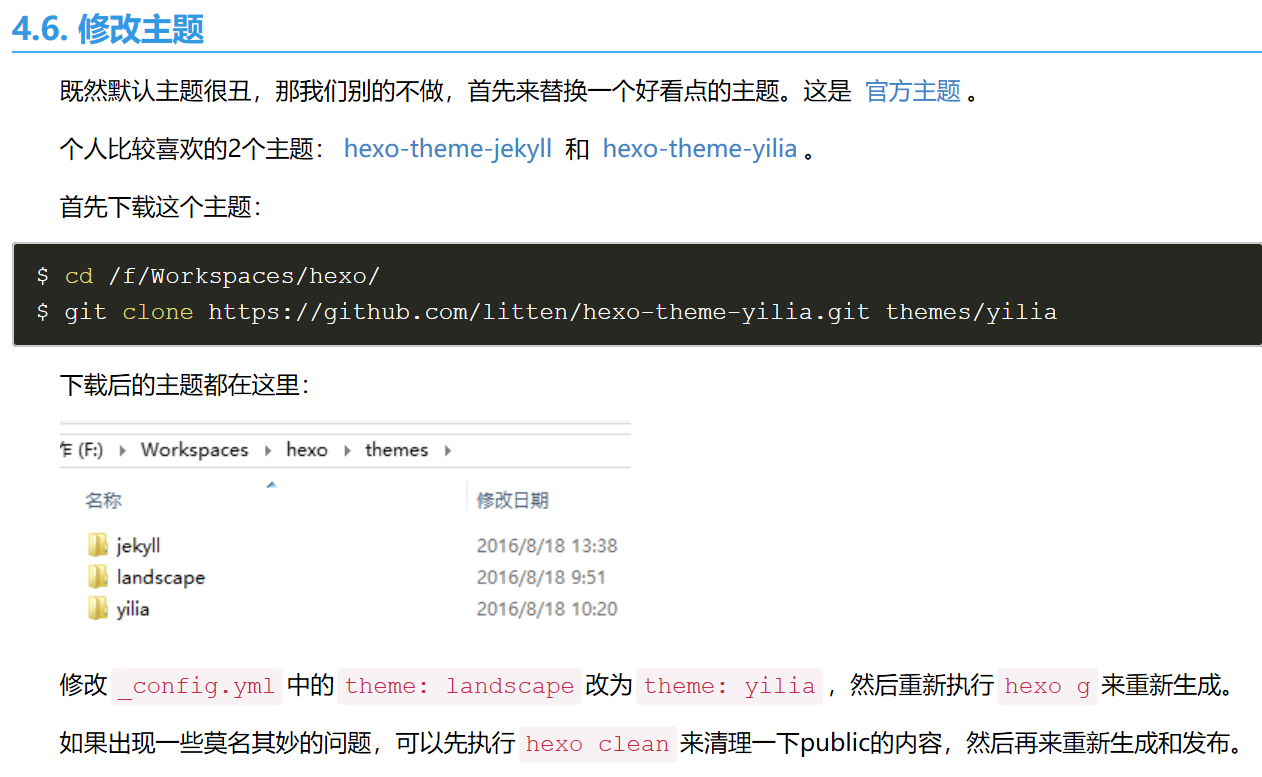 4.6. 修改主题
既然默认主题很丑，那我们别的不做，首先来替换一个好看点的主题。这是 官方主题 。
个人比较喜欢的2个主题： hexo-theme-jekyll 和 hexo-theme-yilia 。
首先下载这个主题：
$ cd /f/Workspaces/hexo/
$ git clone https://github.com/litten/hexo-theme-yilia.git themes/yilia
下载后的主题都在这里：
作 (F:) Workspaces hexo themes
名称 修改日期
jekyll 2016/8/18 13:38
landscape 2016/8/18 9:51
yilia 2016/8/18 10:20
修改 _config.yml 中的 theme: landscape 改为 theme: yilia ，然后重新执行 hexo g 来重新生成。
如果出现一些莫名其妙的问题，可以先执行 hexo clean 来清理一下public的内容，然后再来重新生成和发布。